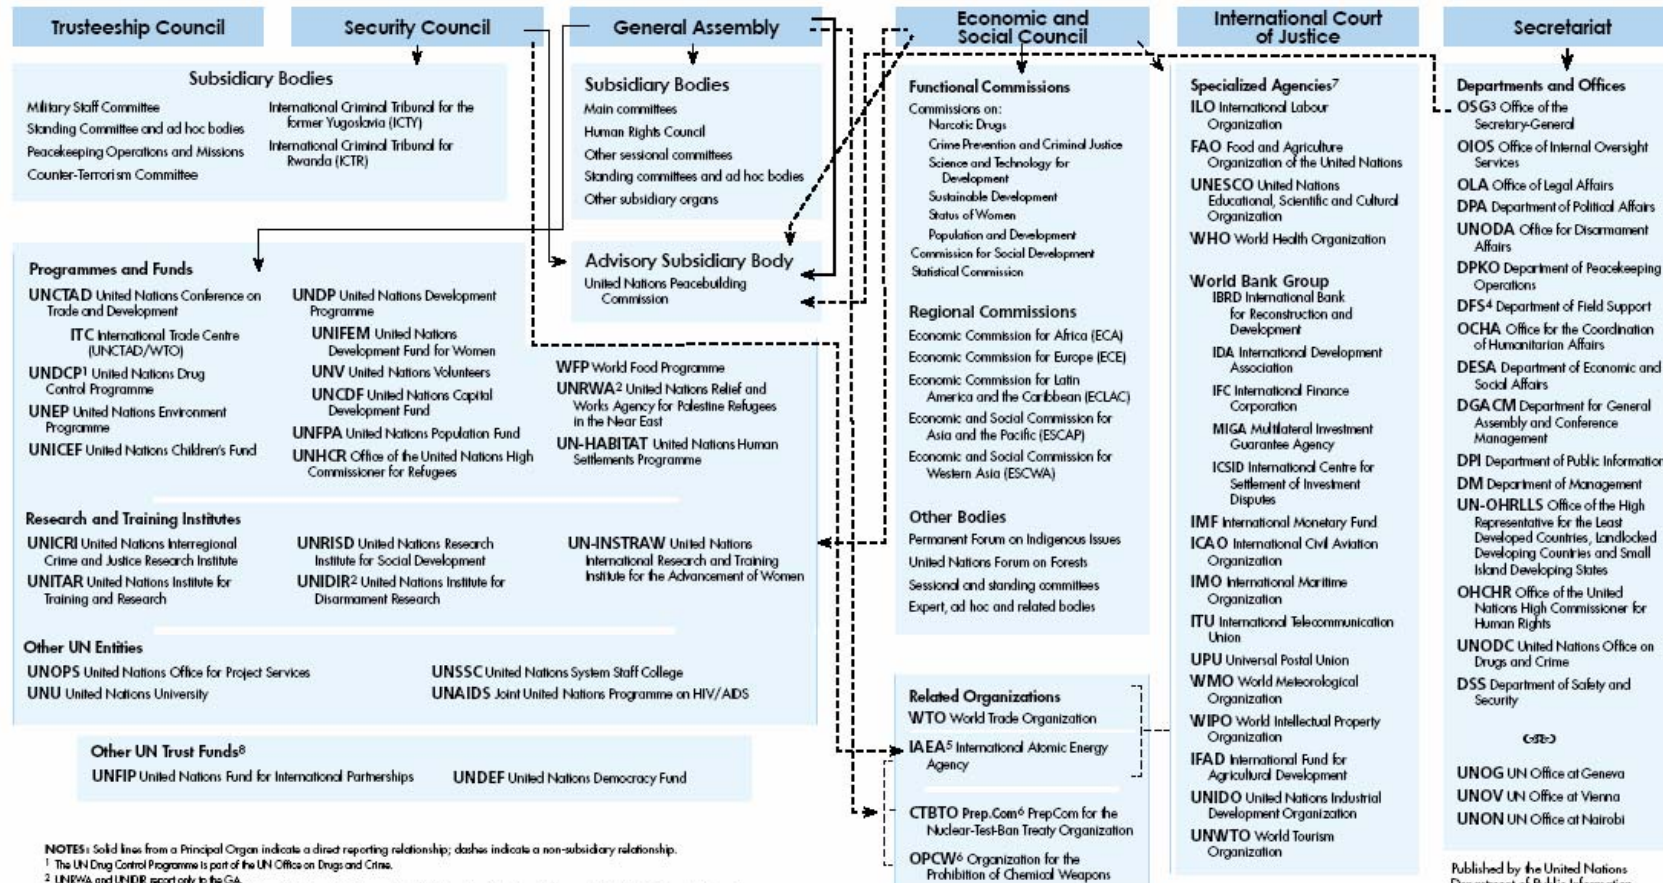 Trusteeship Council
Security Council
General Assembly
Economic and
Social Council
International Court
of Justice
Secretariat
Subsidiary Bodies
Military Staff Committee
Standing Committee and ad hoc bodies
Peacekeeping Operations and Missions
Counter-Terrorism Committee
International Criminal Tribunal for the
former Yugoslavia (ICTY)
International Criminal Tribunal for
Rwanda (ICTR)
Subsidiary Bodies
Main committees
Human Rights Council
Other sessional committees
Standing committees and ad hoc bodies
Other subsidiary organs
Advisory Subsidiary Body
United Nations Peacebuilding
Commission
Programmes and Funds
UNCTAD United Nations Conference on
Trade and Development
ITC International Trade Centre
(UNCTAD/WTO)
UNDCP1 United Nations Drug
Control Programme
UNEP United Nations Environment
Programme
UNICEF United Nations Children's Fund
UNDP United Nations Development
Programme
UNIFEM United Nations
Development Fund for Women
UNV United Nations Volunteers
UNCDF United Nations Capital
Development Fund
UNFPA United Nations Population Fund
UNHCR Office of the United Nations High
Commissioner for Refugees
WFP World Food Programme
UNRWA2 United Nations Relief and
Works Agency for Palestine Refugees
in the Near East
UN-HABITAT United Nations Human
Settlements Programme
Research and Training Institutes
UNICRI United Nations Interregional
Crime and Justice Research Institute
UNITAR United Nations Institute for
Training and Research
UNRISD United Nations Research
Institute for Social Development
UNIDIR2 United Nations Institute for
Disarmament Research
UN-INSTRAW United Nations
International Research and Training
Institute for the Advancement of Women
Other UN Entities
UNOPS United Nations Office for Project Services
UNU United Nations University
UNSSC United Nations System Staff College
UNAIDS Joint United Nations Programme on HIV/AIDS
Other UN Trust Funds8
UNFIP United Nations Fund for International Partnerships
UNDEF United Nations Democracy Fund
Functional Commissions
Commissions on:
Narcotic Drugs
Crime Prevention and Criminal Justice
Science and Technology for
Development
Sustainable Development
Status of Women
Population and Development
Commission for Social Development
Statistical Commission
Regional Commissions
Economic Commission for Africa (ECA)
Economic Commission for Europe (ECE)
Economic Commission for Latin
America and the Caribbean (ECLAC)
Economic and Social Commission for
Asia and the Pacific (ESCAP)
Economic and Social Commission for
Western Asia (ESCWA)
Other Bodies
Permanent Forum on Indigenous Issues
United Nations Forum on Forests
Sessional and standing committees
Expert, ad hoc and related bodies
Related Organizations
WTO World Trade Organization
IAEA5 International Atomic Energy
Agency
CTBTO Prep.Com6 PrepCom for the
Nuclear-Test-Ban Treaty Organization
OPCW6 Organization for the
Prohibition of Chemical Weapons
Specialized Agencies7
ILO International Labour
Organization
FAO Food and Agriculture
Organization of the United Nations
UNESCO United Nations
Educational, Scientific and Cultural
Organization
WHO World Health Organization
World Bank Group
IBRD International Bank
for Reconstruction and
Development
IDA International Development
Association
IFC International Finance
Corporation
MIGA Multilateral Investment
Guarantee Agency
ICSID International Centre for
Settlement of Investment
Disputes
IMF International Monetary Fund
ICAO International Civil Aviation
Organization
IMO International Maritime
Organization
ITU International Telecommunication
Union
UPU Universal Postal Union
WMO World Meteorological
Organization
WIPO World Intellectual Property
Organization
IFAD International Fund for
Agricultural Development
UNIDO United Nations Industrial
Development Organization
UNWTO World Tourism
Organization
Departments and Offices
OSG3 Office of the
Secretary-General
OIOS Office of Internal Oversight
Services
OLA Office of Legal Affairs
DPA Department of Political Affairs
UNODA Office for Disarmament
Affairs
DPKO Department of Peacekeeping
Operations
DFS4 Department of Field Support
OCHA Office for the Coordination
of Humanitarian Affairs
DESA Department of Economic and
Social Affairs
DGACM Department for General
Assembly and Conference
Management
DPI Department of Public Information
DM Department of Management
UN-OHRLLS Office of the High
Representative for the Least
Developed Countries, Landlocked
Developing Countries and Small
Island Developing States
OHCHR Office of the United
Nations High Commissioner for
Human Rights
UNODC United Nations Office on
Drugs and Crime
DSS Department of Safety and
Security
UNOG UN Office at Geneva
UNOV UN Office at Vienna
UNON UN Office at Nairobi
NOTES: Solid lines from a Principal Organ indicate a direct reporting relationship; dashes indicate a non-subsidiary relationship.
1 The UN Drug Control Programme is part of the UN Office on Drugs and Crime.
2 UNRWA and UNIDIR report only to the GA.
Published by the United Nations
Department of Public Information